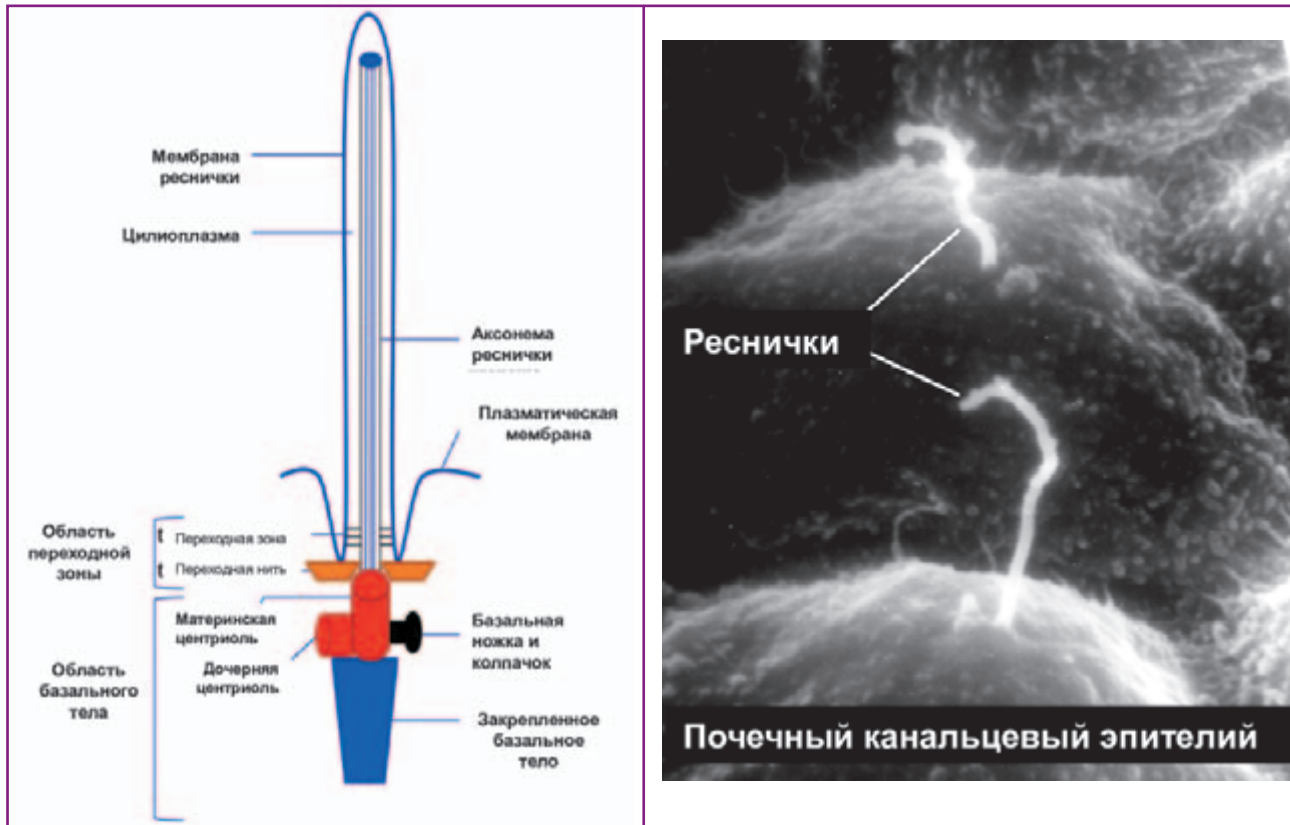 Мембрана
реснички
Цилиоплазма
Аксонема
реснички
Плазматическая
мембрана
Область
переходной
зоны
t Переходная зона
t Переходная нить
Материнская
центриоль
Дочерняя
центриоль
Базальная
ножка и
колпачок
Область
базального
тела
Закрепленное
базальное
тело
Реснички
Почечный канальцевый эпителий